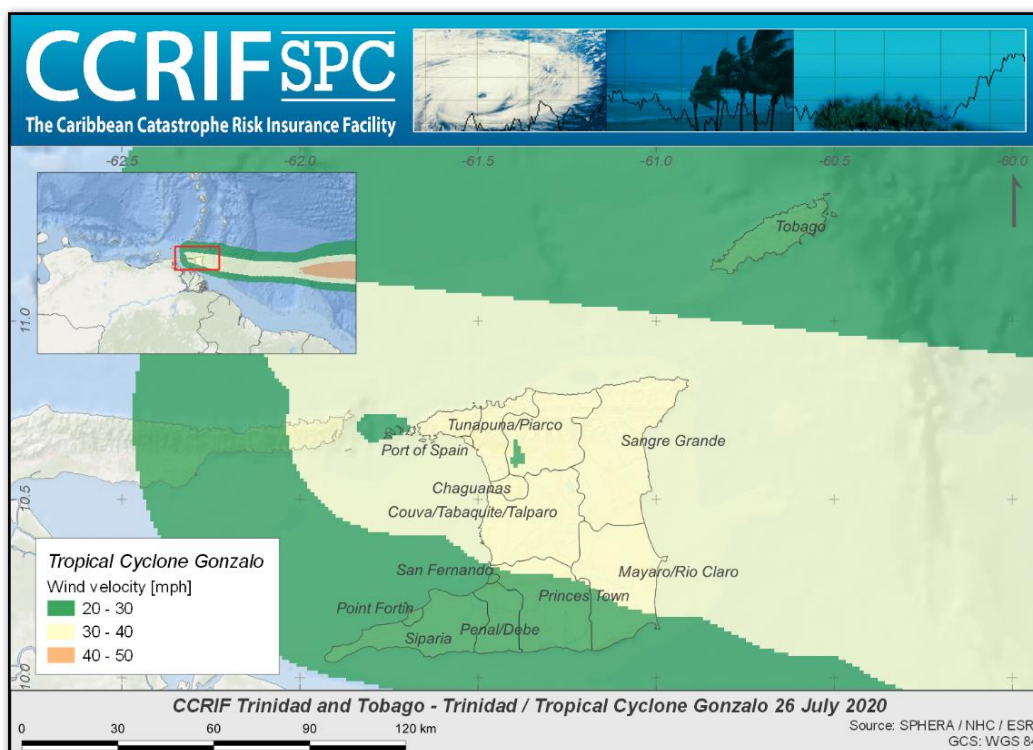 CCRIF SPC
The Caribbean Catastrophe Risk Insurance Facility
-62.5 -62.0 -61.5 -61.0 -60.0
Tobago
11.0
Tunapuna/Piarco
Sangre Grande
Port of Spain
Chaguanas
10.5
Couva/Tabaquite/Talparo
San Fernando
Mayaro/Rio Claro
Princes Town
Point Fortin
Penal/Debe
Siparia
10.0
Tropical Cyclone Gonzalo
Wind velocity [mph]
20 - 30
30 - 40
40 - 50
CCRIF Trinidad and Tobago - Trinidad / Tropical Cyclone Gonzalo 26 July 2020
0 30 60 90 120 km
Source: SPHERA / NHC / ESR
GCS: WGS 8